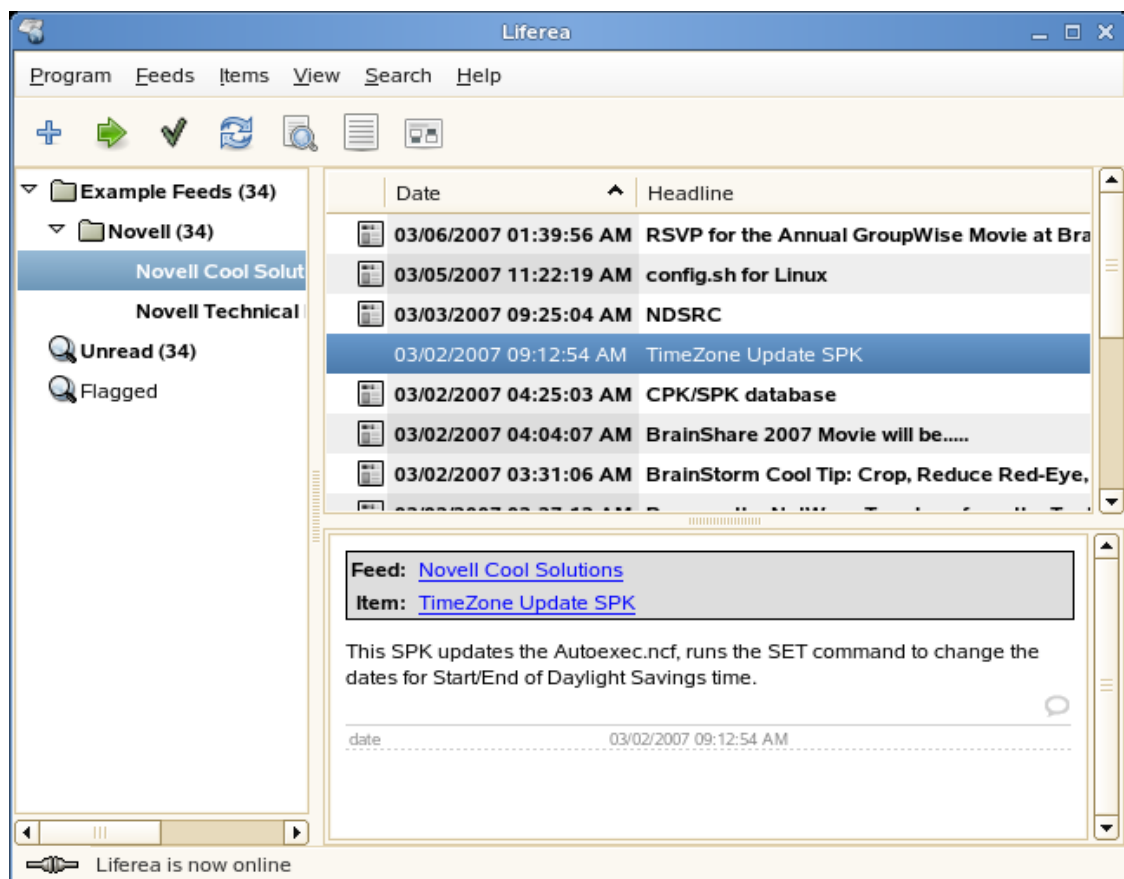 Liferea
Program Feeds Items View Search Help
Example Feeds (34)
Novell (34)
Novell Cool Solut
Novell Technical
Unread (34)
Flagged
Date Headline
03/06/2007 01:39:56 AM RSVP for the Annual GroupWise Movie at Bra
03/05/2007 11:22:19 AM config.sh for Linux
03/03/2007 09:25:04 AM NDSRC
03/02/2007 09:12:54 AM TimeZone Update SPK
03/02/2007 04:25:03 AM CPK/SPK database
03/02/2007 04:04:07 AM BrainShare 2007 Movie will be.....
03/02/2007 03:31:06 AM BrainStorm Cool Tip: Crop, Reduce Red-Eye,
Feed: Novell Cool Solutions
Item: TimeZone Update SPK
This SPK updates the Autoexec.ncf, runs the SET command to change the
dates for Start/End of Daylight Savings time.
date 03/02/2007 09:12:54 AM
Liferea is now online